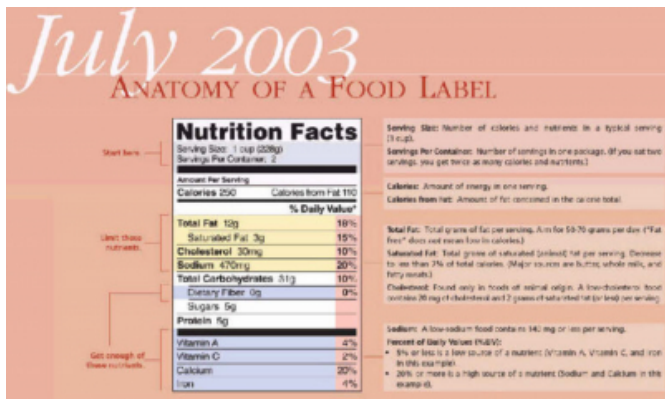 July 2003
ANATOMY OF A FOOD LABEL
Nutrition Facts
Serving Size: 1 cup (228g)
Servings Per Container: 2
Start here.
Amount Per Serving
Calories 250 Calories from Fat 110
% Daily Value*
Total Fat 12g 18%
Saturated Fat 3g 15%
Cholesterol 30mg 10%
Sodium 470mg 20%
Total Carbohydrates 31g 10%
Dietary Fiber 0g 0%
Sugars 5g
Protein 5g
Vitamin A 4%
Vitamin C 2%
Calcium 20%
Iron 4%
Limit these
nutrients.
Get enough of
these nutrients.
Serving Size: Number of calories and nutrients in a typical serving
(1 cup).
Servings Per Container: Number of servings in one package. (If you eat two
servings, you get twice as many calories and nutrients.)
Calories: Amount of energy in one serving.
Calories from Fat: Amount of fat contained in the calorie total.
Total Fat: Total grams of fat per serving. Aim for 50-70 grams per day ("Fat
free" does not mean low in calories.)
Saturated Fat: Total grams of saturated (animal) fat per serving. Decrease
to less than 7% of total calories. (Major sources are butter, whole milk, and
fatty meats.)
Cholesterol: Found only in foods of animal origin. A low-cholesterol food
contains 20 mg of cholesterol and 2 grams of saturated fat (or less) per serving.
Sodium: A low-sodium food contains 140 mg or less per serving.
Percent of Daily Values (%DV):
• 5% or less is a low source of a nutrient (Vitamin A, Vitamin C, and Iron
in this example).
• 20% or more is a high source of a nutrient (Sodium and Calcium in this
example).